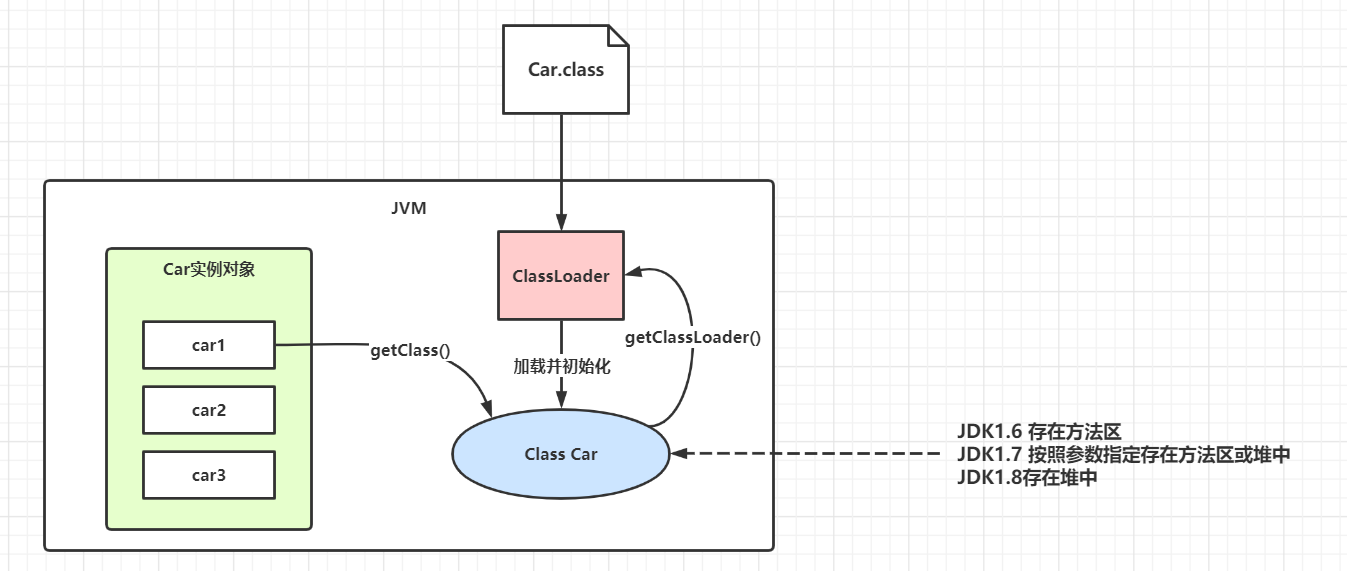 Car.class
JVM
Car实例对象
ClassLoader
car1
getClass()
getClassLoader()
加载并初始化
car2
car3
Class Car
JDK1.6 存在方法区
JDK1.7 按照参数指定存在方法区或堆中
JDK1.8存在堆中